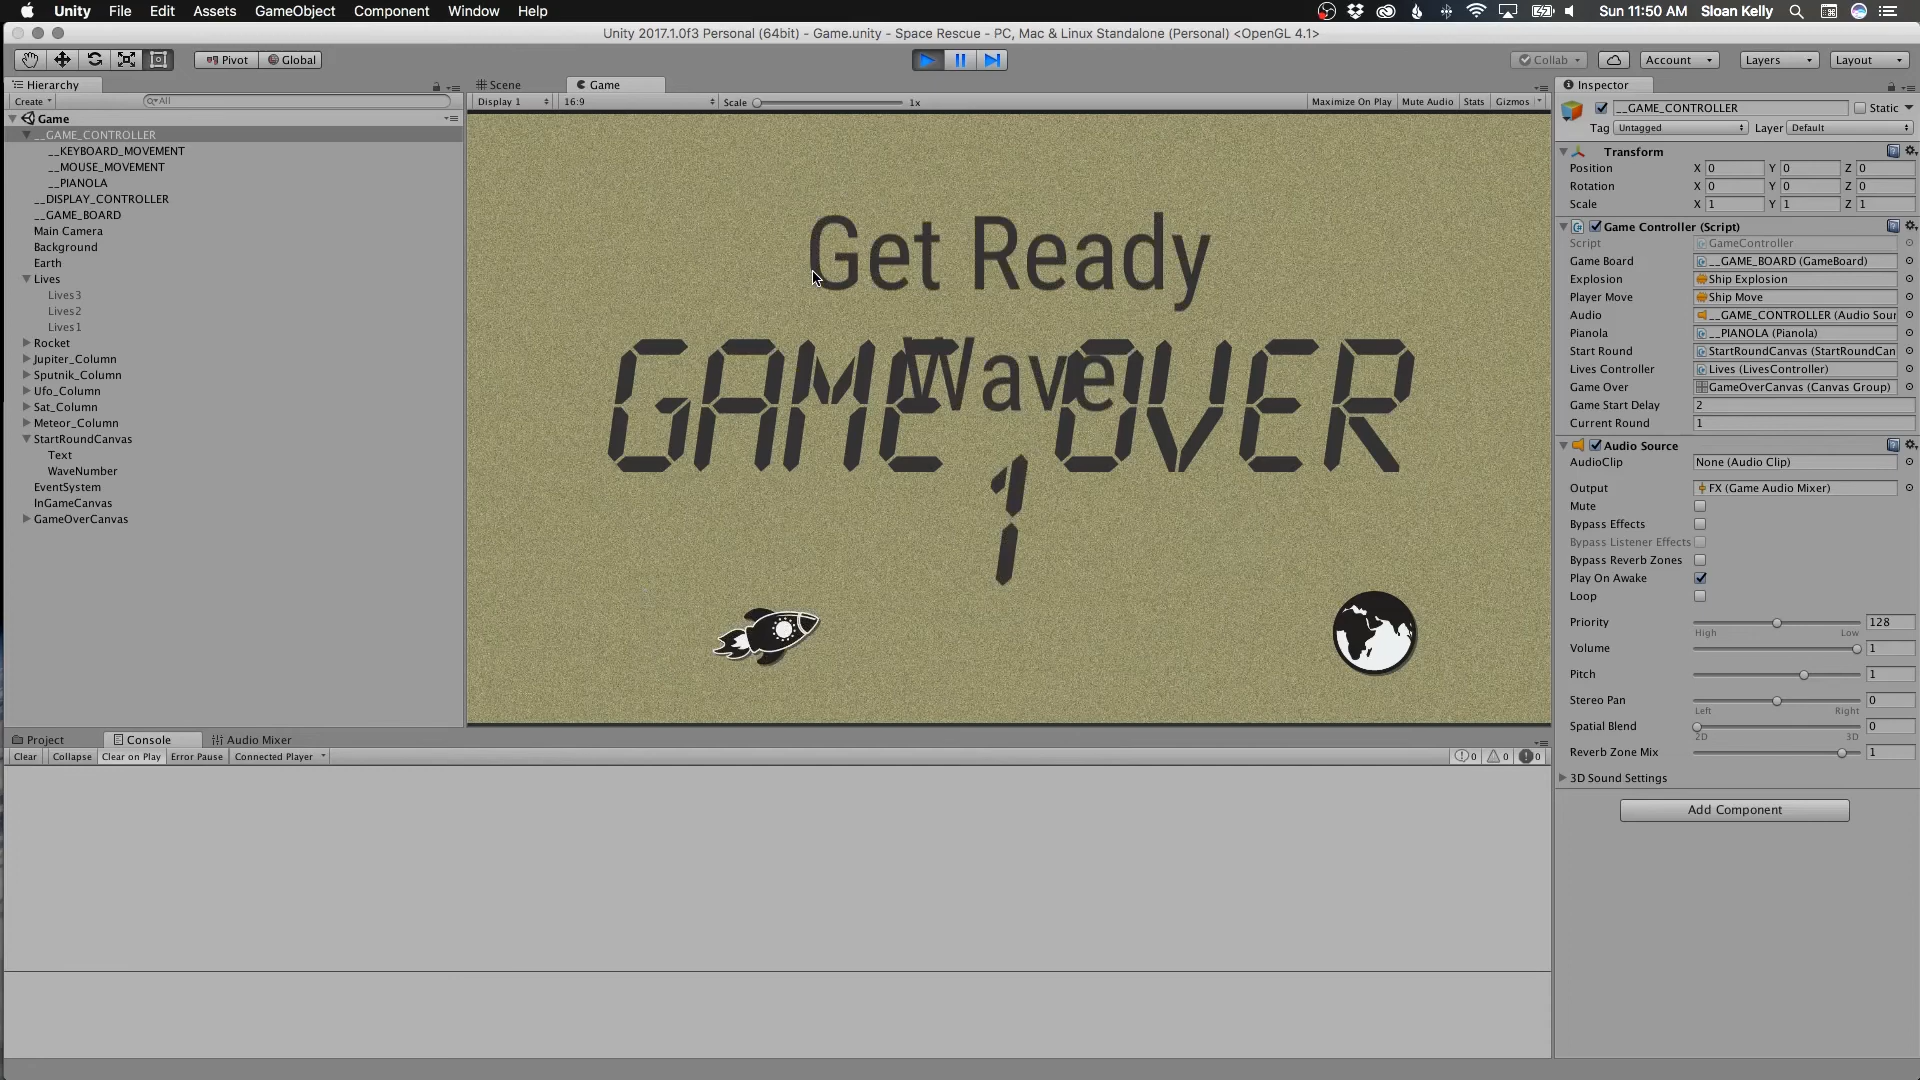 Unity File Edit Assets GameObject Component Window Help Sun 11:50 AM Sloan Kelly
Unity 2017.1.0f3 Personal (64bit) - Game.unity - Space Rescue - PC, Mac & Linux Standalone (Personal) <OpenGL 4.1>
Pivot Global Collab Account Layers Layout
Hierarchy
Create All
Game
__GAME_CONTROLLER
__KEYBOARD_MOVEMENT
__MOUSE_MOVEMENT
__PIANOLA
__DISPLAY_CONTROLLER
__GAME_BOARD
Main Camera
Background
Earth
Lives
Lives3
Lives2
Lives1
Rocket
Jupiter_Column
Sputnik_Column
Ufo_Column
Sat_Column
Meteor_Column
StartRoundCanvas
Text
WaveNumber
EventSystem
InGameCanvas
GameOverCanvas
Scene Game
Display 1 16:9 Scale 1x Maximize On Play Mute Audio Stats Gizmos
Get Ready
Wave
GAME OVER
1
Project Console Audio Mixer
Clear Collapse Clear on Play Error Pause Connected Player 0 0 0
Inspector
__GAME_CONTROLLER Static
Tag Untagged Layer Default
Transform
Position X 0 Y 0 Z 0
Rotation X 0 Y 0 Z 0
Scale X 1 Y 1 Z 1
Game Controller (Script)
Script GameController
Game Board __GAME_BOARD (GameBoard)
Explosion Ship Explosion
Player Move Ship Move
Audio __GAME_CONTROLLER (Audio Sour
Pianola __PIANOLA (Pianola)
Start Round StartRoundCanvas (StartRoundCan
Lives Controller Lives (LivesController)
Game Over GameOverCanvas (Canvas Group)
Game Start Delay 2
Current Round 1
Audio Source
AudioClip None (Audio Clip)
Output FX (Game Audio Mixer)
Mute
Bypass Effects
Bypass Listener Effects
Bypass Reverb Zones
Play On Awake
Loop
Priority 128
High Low
Volume 1
Pitch 1
Stereo Pan 0
Left Right
Spatial Blend 0
2D 3D
Reverb Zone Mix 1
3D Sound Settings
Add Component